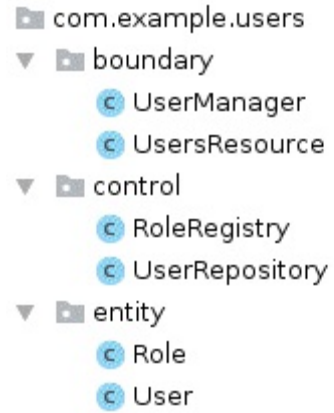 com.example.users
boundary
C UserManager
C UsersResource
control
C RoleRegistry
C UserRepository
entity
C Role
C User